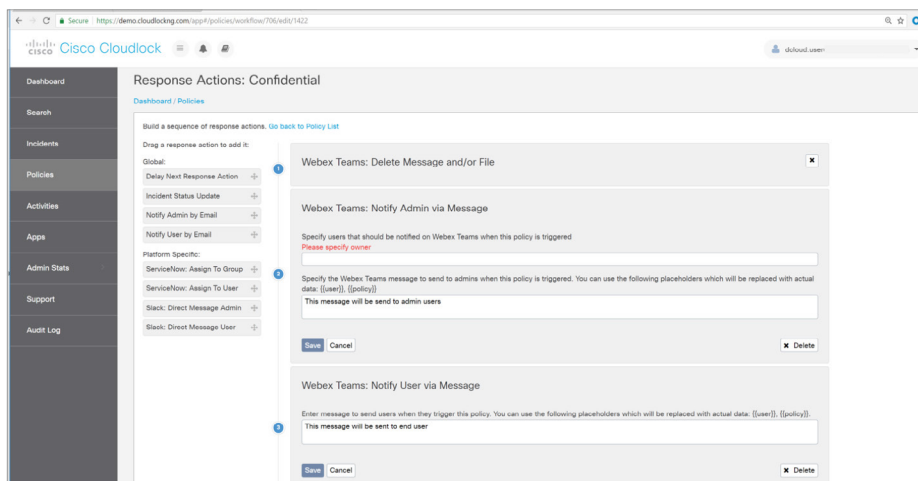 Secure | https://demo.cloudlockng.com/app#/policies/workflow/706/edit/1422
CISCO Cisco Cloudlock
dcloud.user-
Dashboard
Search
Incidents
Policies
Activities
Apps
Admin Stats
Support
Audit Log
Response Actions: Confidential
Dashboard / Policies
Build a sequence of response actions. Go back to Policy List
Drag a response action to add it:
Global:
Delay Next Response Action
Incident Status Update
Notify Admin by Email
Notify User by Email
Platform Specific:
ServiceNow: Assign To Group
ServiceNow: Assign To User
Slack: Direct Message Admin
Slack: Direct Message User
1
Webex Teams: Delete Message and/or File
Webex Teams: Notify Admin via Message
Specify users that should be notified on Webex Teams when this policy is triggered
Please specify owner
Specify the Webex Teams message to send to admins when this policy is triggered. You can use the following placeholders which will be replaced with actual
data: {{user}}, {{policy}}
This message will be send to admin users
Save Cancel
Delete
Webex Teams: Notify User via Message
Enter message to send users when they trigger this policy. You can use the following placeholders which will be replaced with actual data: {{user}}, {{policy}}.
3
This message will be sent to end user
Save Cancel
Delete